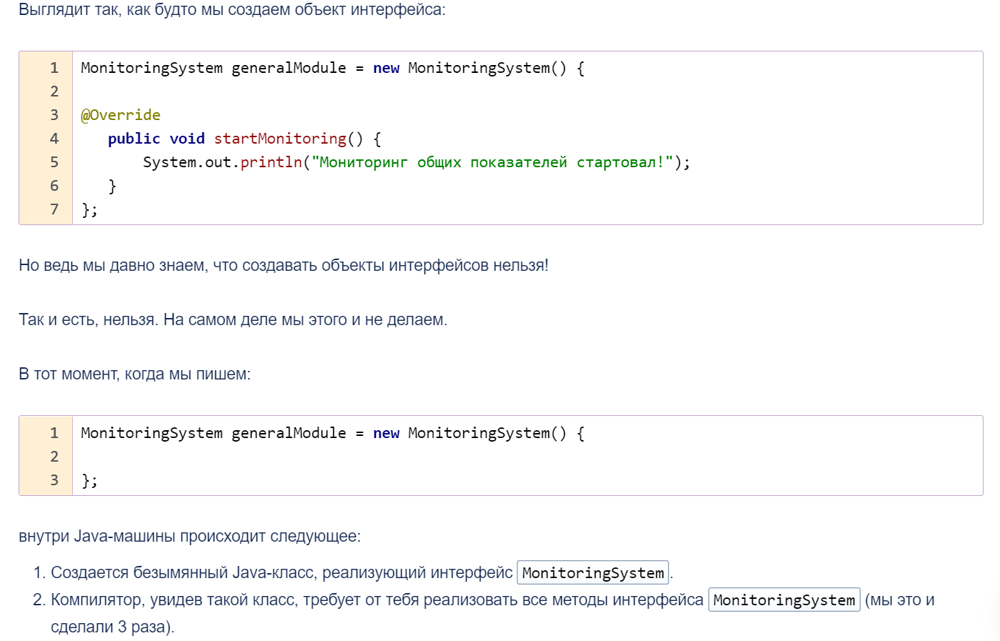 Выглядит так, как будто мы создаем объект интерфейса:
1 MonitoringSystem generalModule = new MonitoringSystem() {
2
3 @Override
4    public void startMonitoring() {
5        System.out.println("Мониторинг общих показателей стартовал!");
6    }
7 };
Но ведь мы давно знаем, что создавать объекты интерфейсов нельзя!
Так и есть, нельзя. На самом деле мы этого и не делаем.
В тот момент, когда мы пишем:
1 MonitoringSystem generalModule = new MonitoringSystem() {
2
3 };
внутри Java-машины происходит следующее:
1. Создается безымянный Java-класс, реализующий интерфейс MonitoringSystem.
2. Компилятор, увидев такой класс, требует от тебя реализовать все методы интерфейса MonitoringSystem (мы это и
сделали 3 раза).